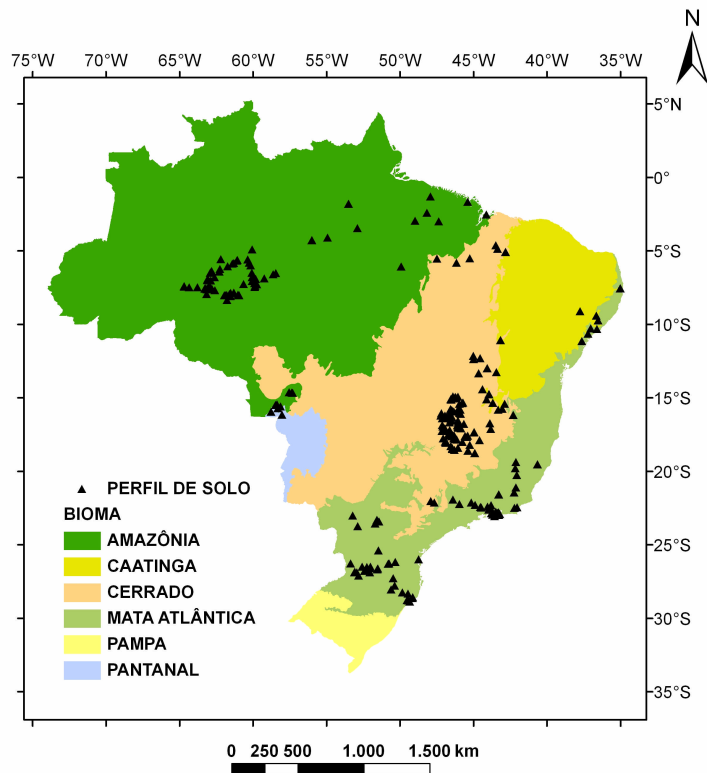 N
75°W 70°W 65°W 60°W 55°W 50°W 45°W 40°W 35°W
5°N
0°
5°S
10°S
15°S
20°S
25°S
30°S
35°S
PERFIL DE SOLO
BIOMA
AMAZÔNIA
CAATINGA
CERRADO
MATA ATLÂNTICA
PAMPA
PANTANAL
0 250 500 1.000 1.500 km